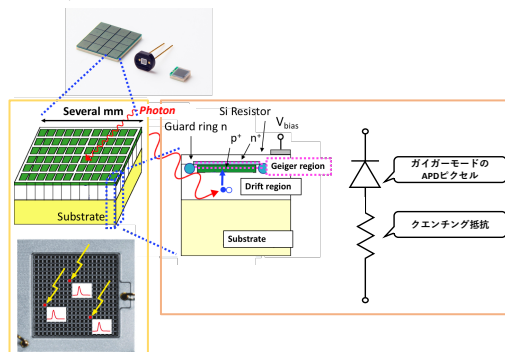 Several mm
Photon
Substrate
Si Resistor
Guard ring n
V bias
p+
n+
Geiger region
Drift region
Substrate
ガイガーモードの
APDピクセル
クエンチング抵抗